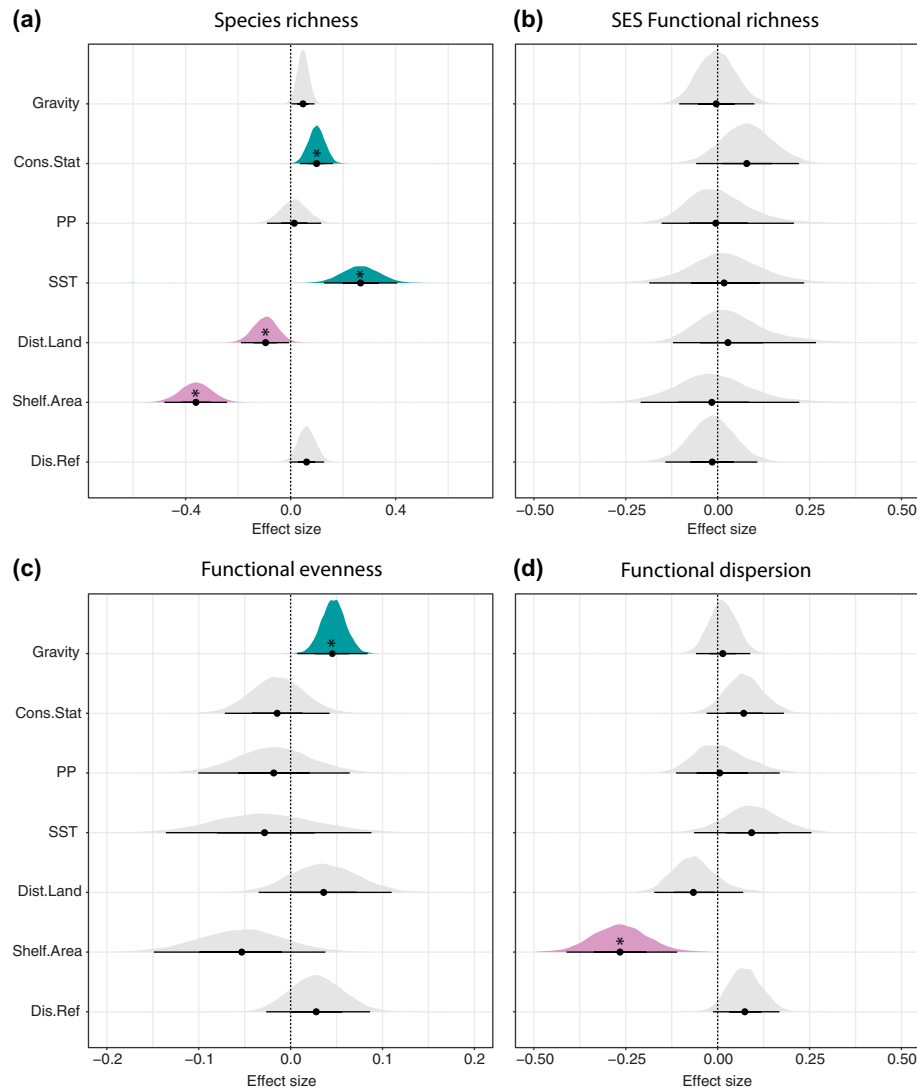 (a) Species richness
Gravity
Cons.Stat
PP
SST
Dist.Land
Shelf.Area
Dis.Ref
*
*
*
*
−0.4 0.0 0.4
Effect size
(b) SES Functional richness
−0.50 −0.25 0.00 0.25 0.50
Effect size
(c) Functional evenness
Gravity
Cons.Stat
PP
SST
Dist.Land
Shelf.Area
Dis.Ref
*
−0.2 −0.1 0.0 0.1 0.2
Effect size
(d) Functional dispersion
*
−0.50 −0.25 0.00 0.25 0.50
Effect size